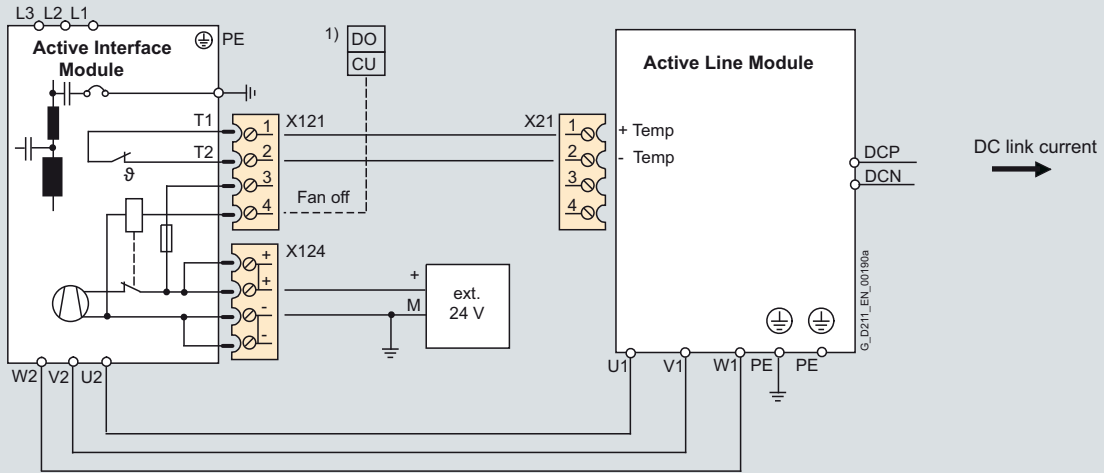 L3 L2 L1
Active Interface
Module
PE
1) DO
CU
Active Line Module
T1
T2
X121
1
2
3
4
Fan off
X21
1
2
3
4
+ Temp
- Temp
DCP
DCN
DC link current
X124
+
+
-
-
+
M
ext.
24 V
G_D211_EN_00190a
W2 V2 U2
U1 V1 W1 PE PE
ϑ